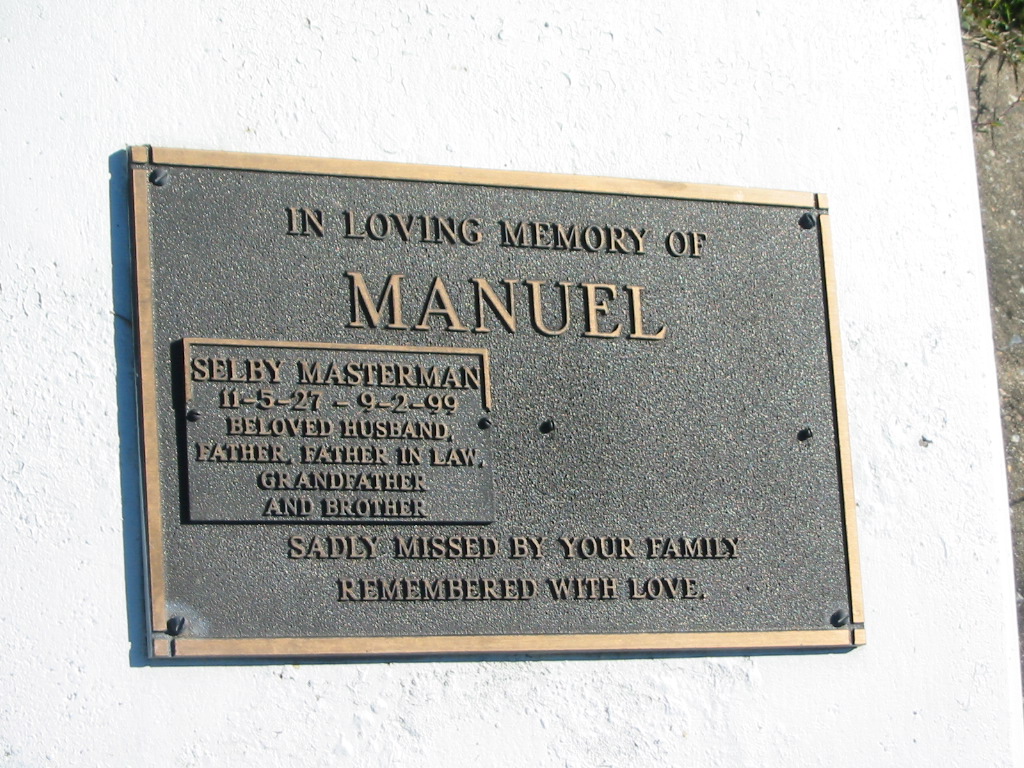 IN LOVING MEMORY OF
MANUEL
SELBY MASTERMAN
11-5-27 - 9-2-99
BELOVED HUSBAND,
FATHER, FATHER IN LAW,
GRANDFATHER
AND BROTHER
SADLY MISSED BY YOUR FAMILY
REMEMBERED WITH LOVE.